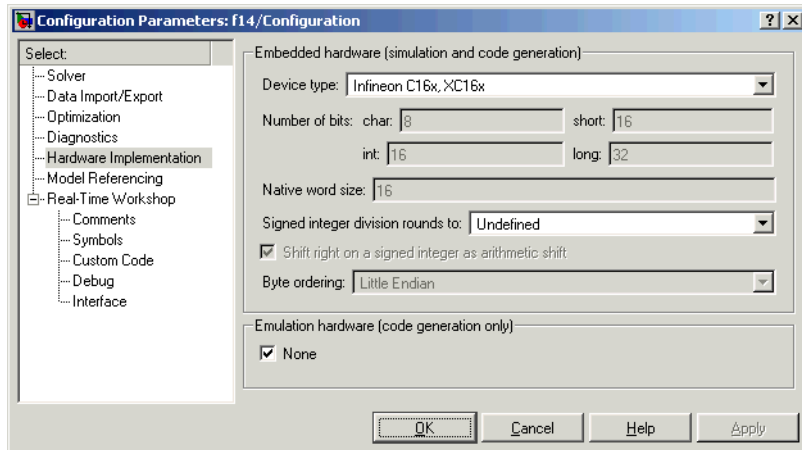 Configuration Parameters: f14/Configuration
Select:
Solver
Data Import/Export
Optimization
Diagnostics
Hardware Implementation
Model Referencing
Real-Time Workshop
Comments
Symbols
Custom Code
Debug
Interface
Embedded hardware (simulation and code generation)
Device type: Infineon C16x, XC16x
Number of bits: char: 8 short: 16
int: 16 long: 32
Native word size: 16
Signed integer division rounds to: Undefined
Shift right on a signed integer as arithmetic shift
Byte ordering: Little Endian
Emulation hardware (code generation only)
None
OK Cancel Help Apply